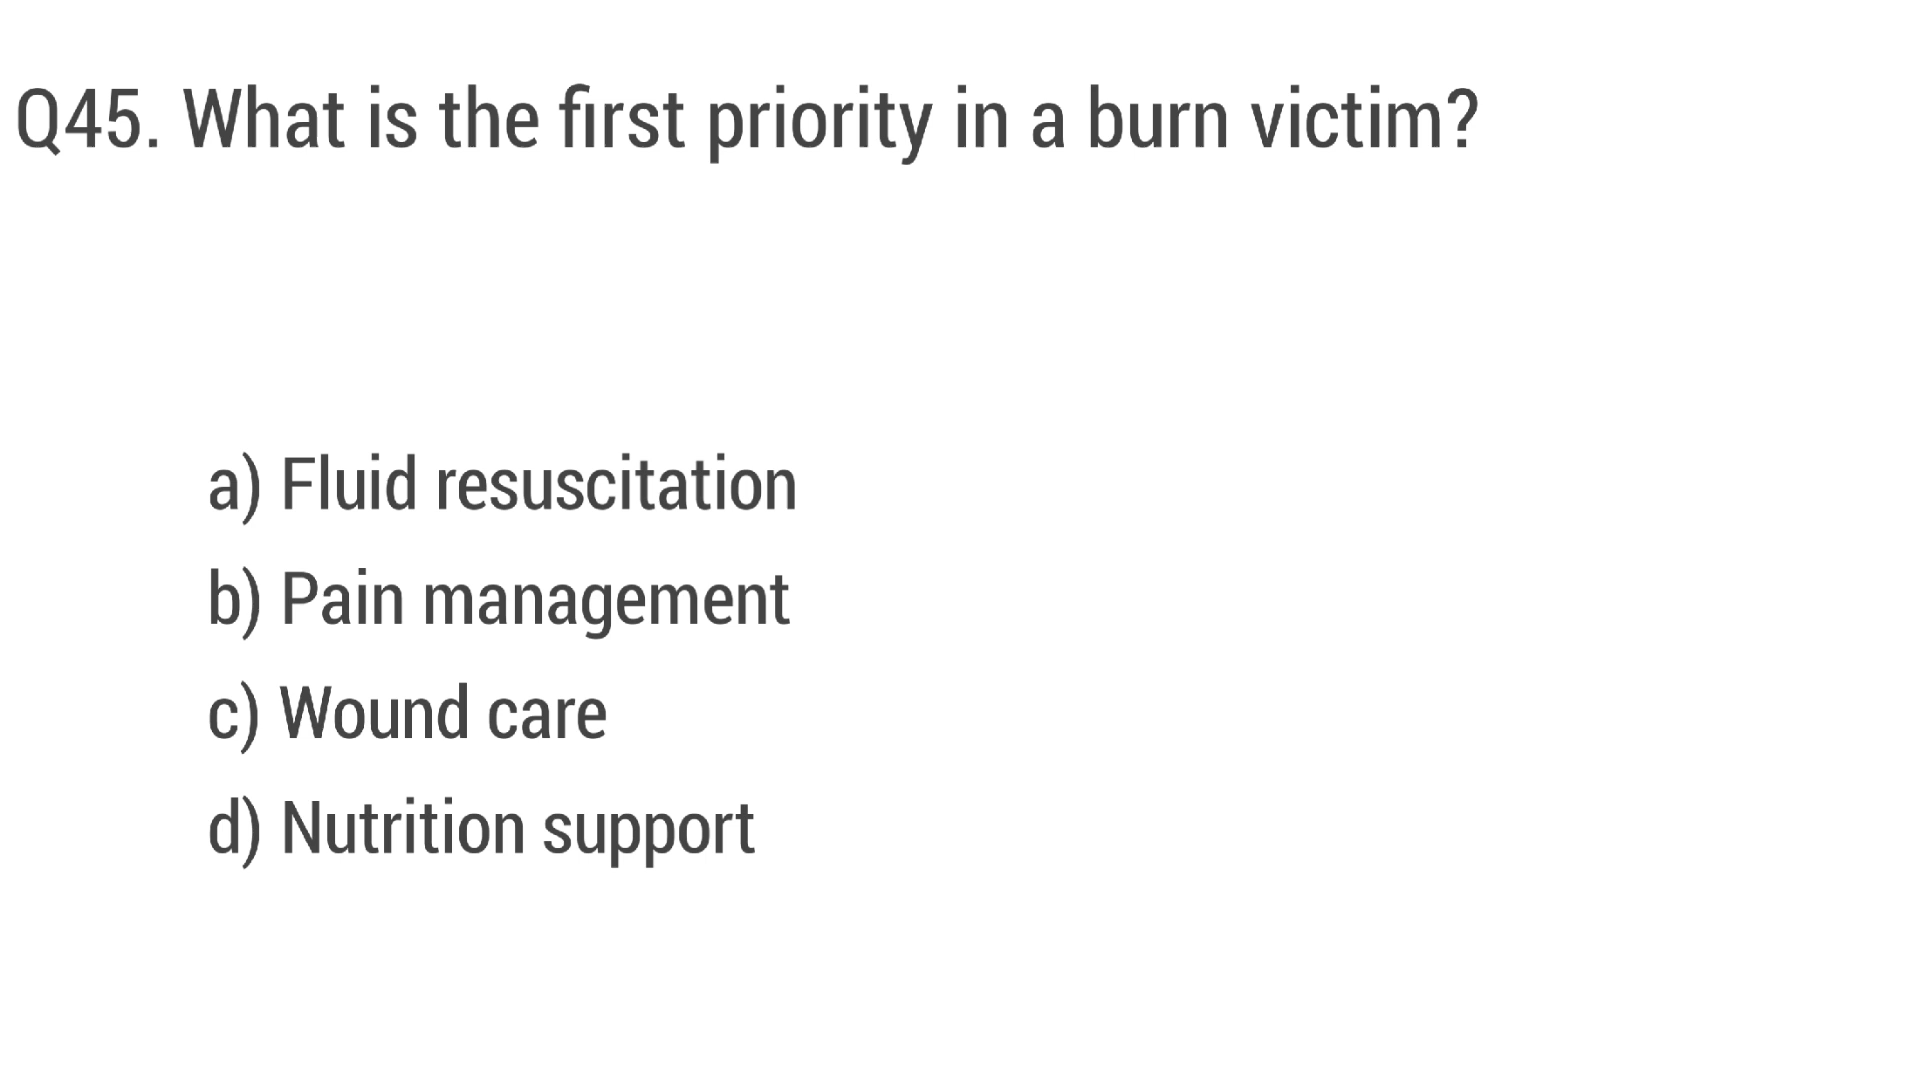 Q45. What is the first priority in a burn victim?
a) Fluid resuscitation
b) Pain management
c) Wound care
d) Nutrition support